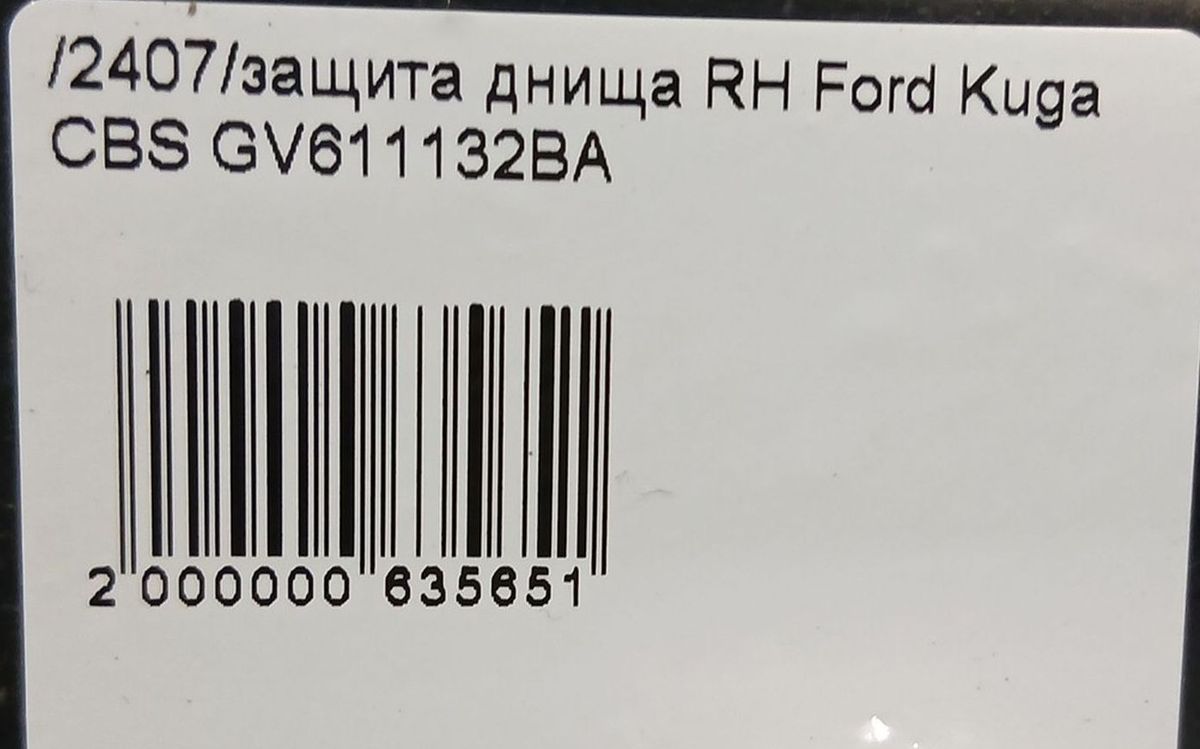 /2407/защита днища RH Ford Kuga
CBS GV611132BA
2 000000 635651